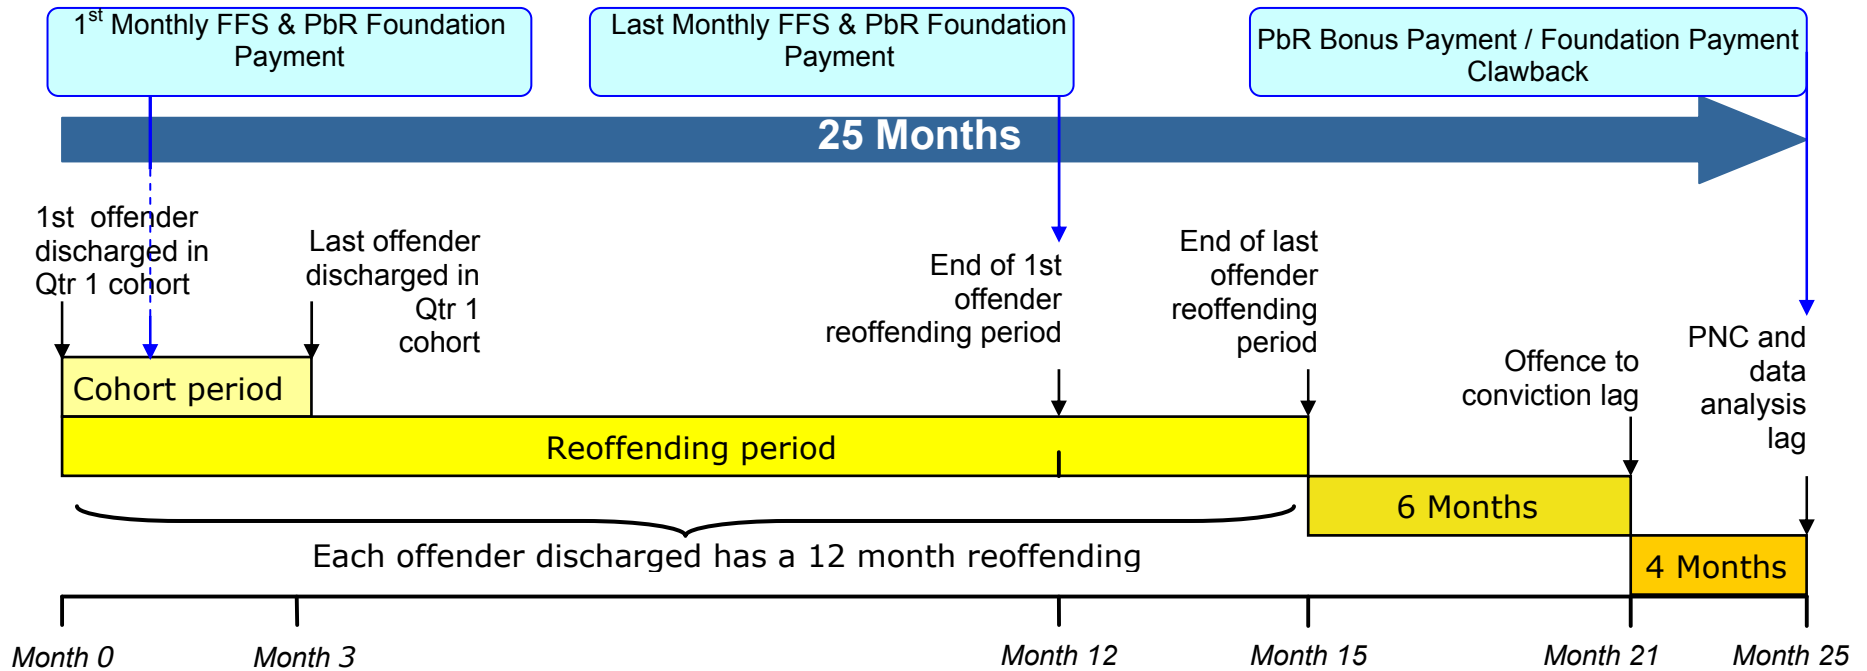 1st Monthly FFS & PbR Foundation
Payment
Last Monthly FFS & PbR Foundation
Payment
PbR Bonus Payment / Foundation Payment
Clawback
25 Months
1st offender
discharged in
Qtr 1 cohort
Last offender
discharged in
Qtr 1
cohort
End of 1st
offender
reoffending period
End of last
offender
reoffending
period
Offence to
conviction lag
PNC and
data
analysis
lag
Cohort period
Reoffending period
6 Months
4 Months
Each offender discharged has a 12 month reoffending
Month 0
Month 3
Month 12
Month 15
Month 21
Month 25